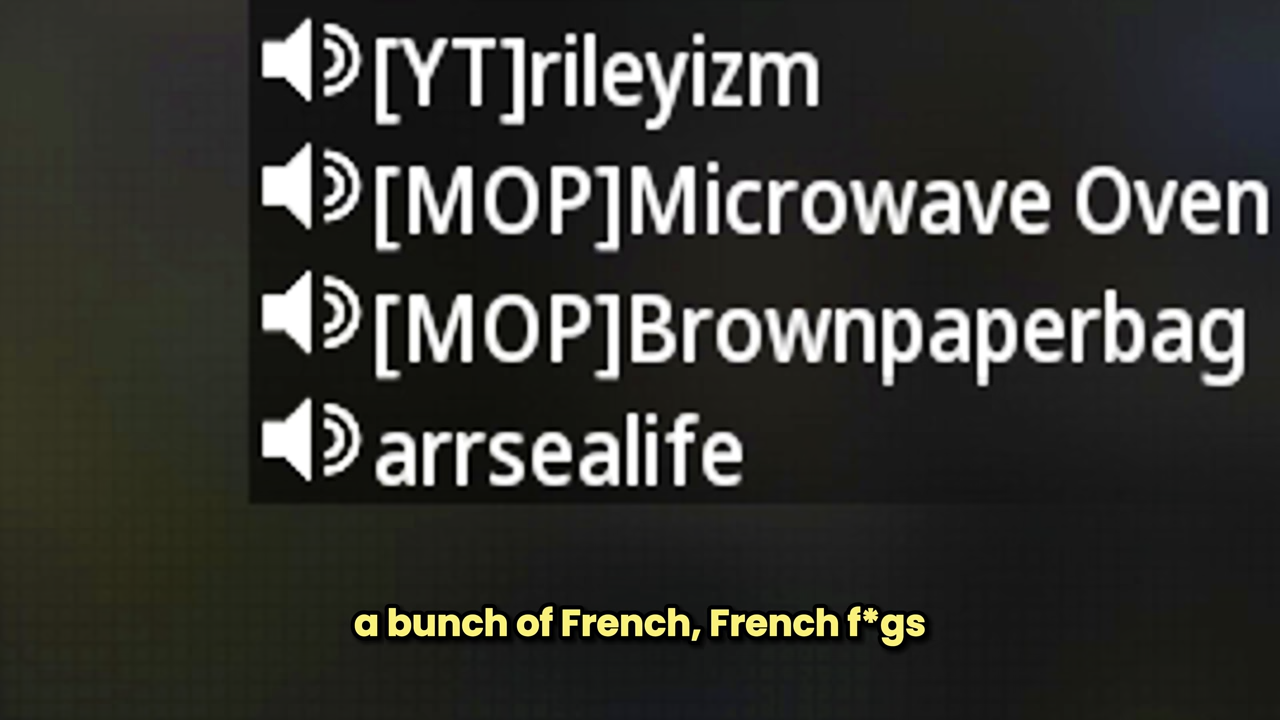 [YT]rileyizm
[MOP]Microwave Oven
[MOP]Brownpaperbag
arrsealife
a bunch of French, French f*gs